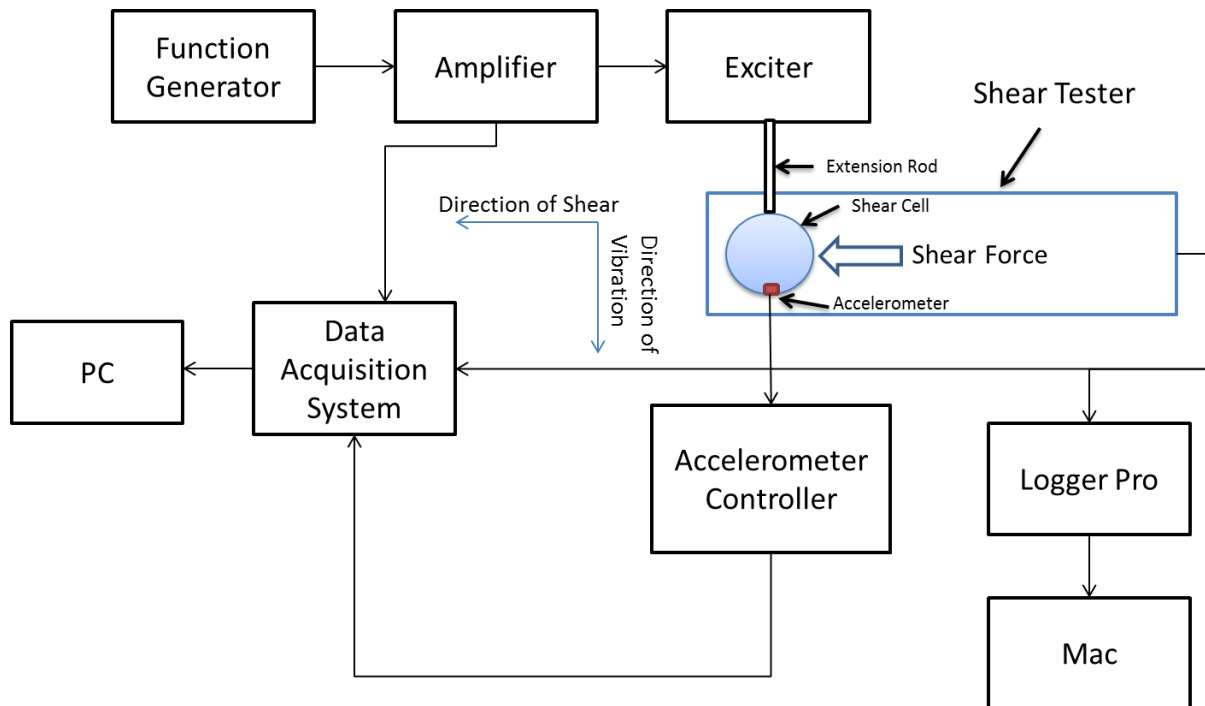 Function
Generator
Amplifier
Exciter
Shear Tester
Extension Rod
Shear Cell
Direction of Shear
Direction of
Vibration
Shear Force
Accelerometer
PC
Data
Acquisition
System
Accelerometer
Controller
Logger Pro
Mac